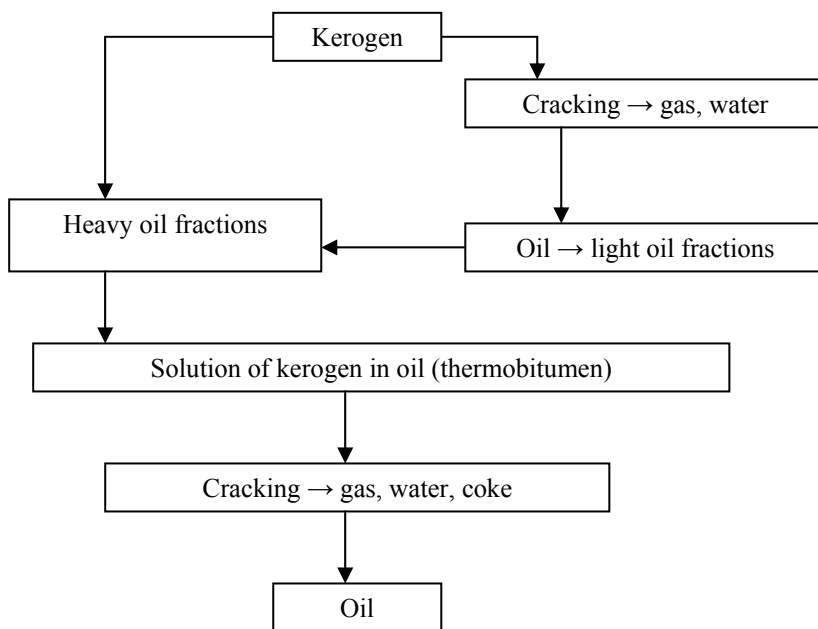 Kerogen
Cracking → gas, water
Heavy oil fractions
Oil → light oil fractions
Solution of kerogen in oil (thermobitumen)
Cracking → gas, water, coke
Oil